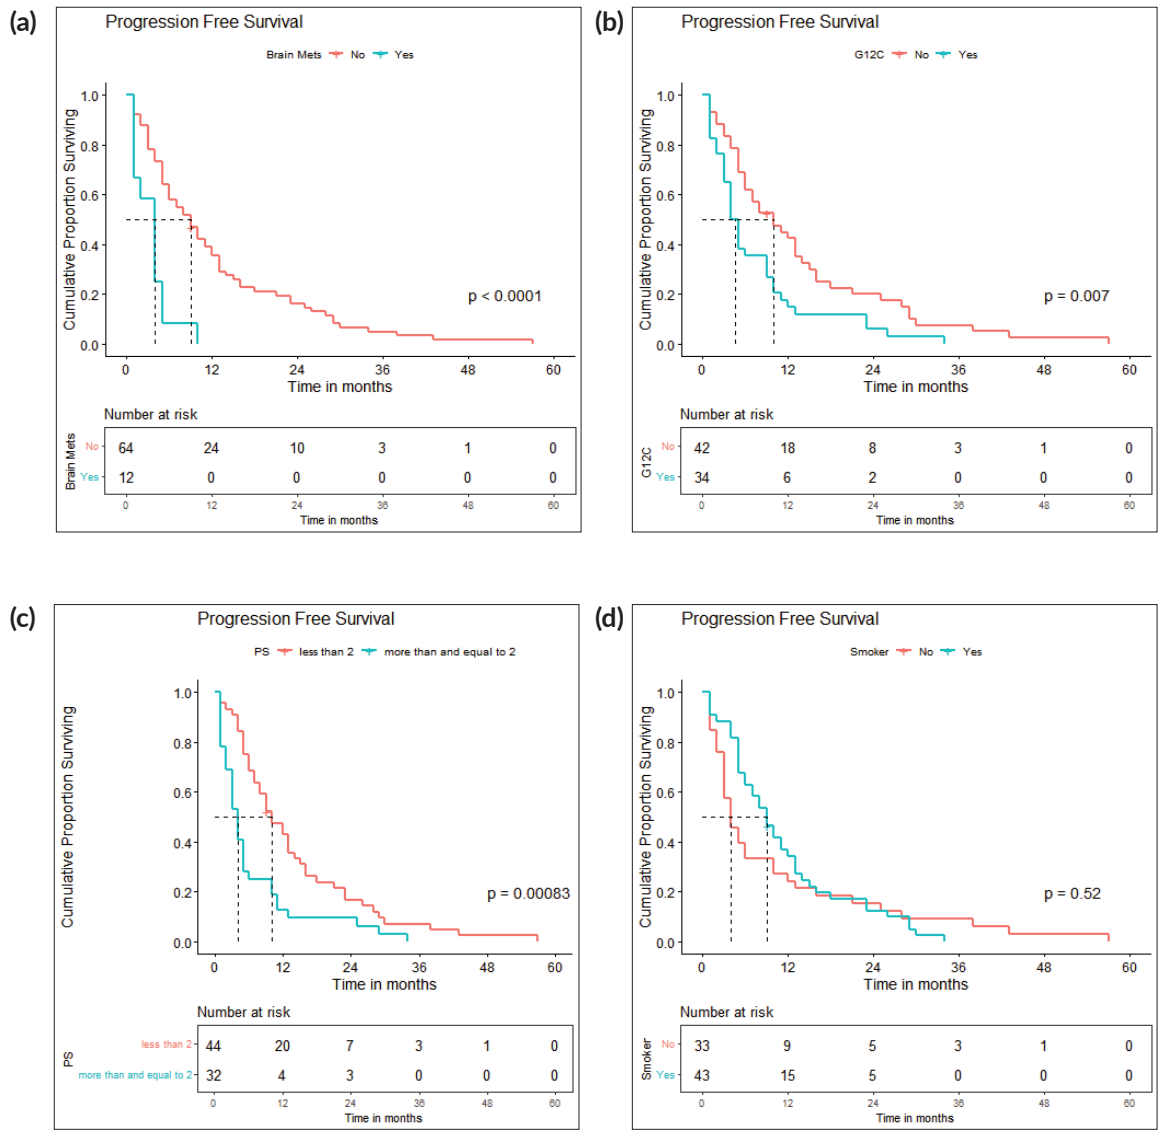 (a)
Progression Free Survival
Brain Mets No Yes
Cumulative Proportion Surviving
1.0
0.8
0.6
0.4
0.2
0.0
p < 0.0001
0 12 24 36 48 60
Time in months
Number at risk
Brain Mets
No 64 24 10 3 1 0
Yes 12 0 0 0 0 0
0 12 24 36 48 60
Time in months
(b)
Progression Free Survival
G12C No Yes
Cumulative Proportion Surviving
1.0
0.8
0.6
0.4
0.2
0.0
p = 0.007
0 12 24 36 48 60
Time in months
Number at risk
G12C
No 42 18 8 3 1 0
Yes 34 6 2 0 0 0
0 12 24 36 48 60
Time in months
(c)
Progression Free Survival
PS less than 2 more than and equal to 2
Cumulative Proportion Surviving
1.0
0.8
0.6
0.4
0.2
0.0
p = 0.00083
0 12 24 36 48 60
Time in months
Number at risk
PS
less than 2 44 20 7 3 1 0
more than and equal to 2 32 4 3 0 0 0
0 12 24 36 48 60
Time in months
(d)
Progression Free Survival
Smoker No Yes
Cumulative Proportion Surviving
1.0
0.8
0.6
0.4
0.2
0.0
p = 0.52
0 12 24 36 48 60
Time in months
Number at risk
Smoker
No 33 9 5 3 1 0
Yes 43 15 5 0 0 0
0 12 24 36 48 60
Time in months